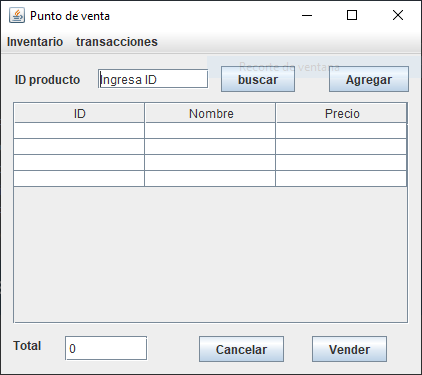 Punto de venta
Inventario transacciones
Recorte de ventana
ID producto Ingresa ID buscar Agregar
ID Nombre Precio
Total 0 Cancelar Vender